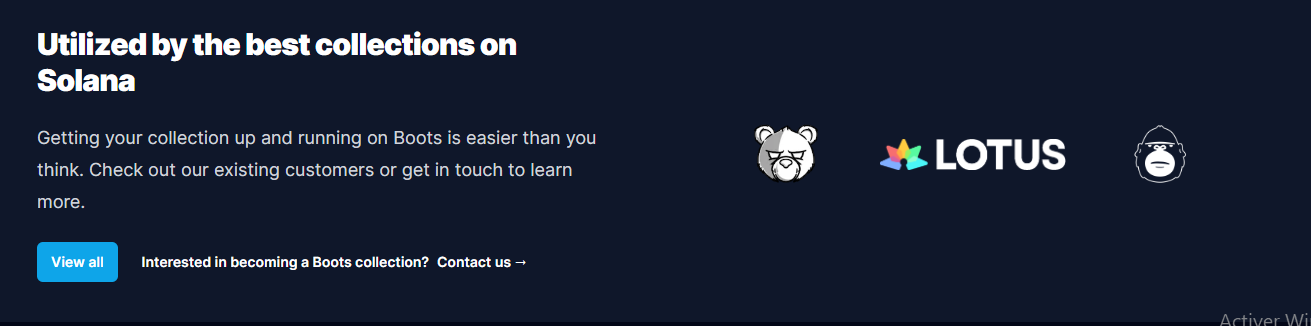 Utilized by the best collections on
Solana
Getting your collection up and running on Boots is easier than you
think. Check out our existing customers or get in touch to learn
more.
LOTUS
View all
Interested in becoming a Boots collection? Contact us →
Activer Wi